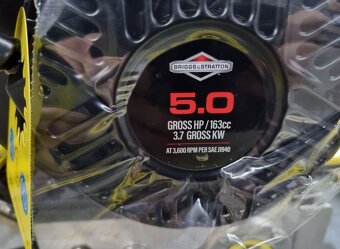 BRIGGS & STRATTON
5.0
GROSS HP / 163cc
3.7 GROSS KW
AT 3,600 RPM PER SAE J1940